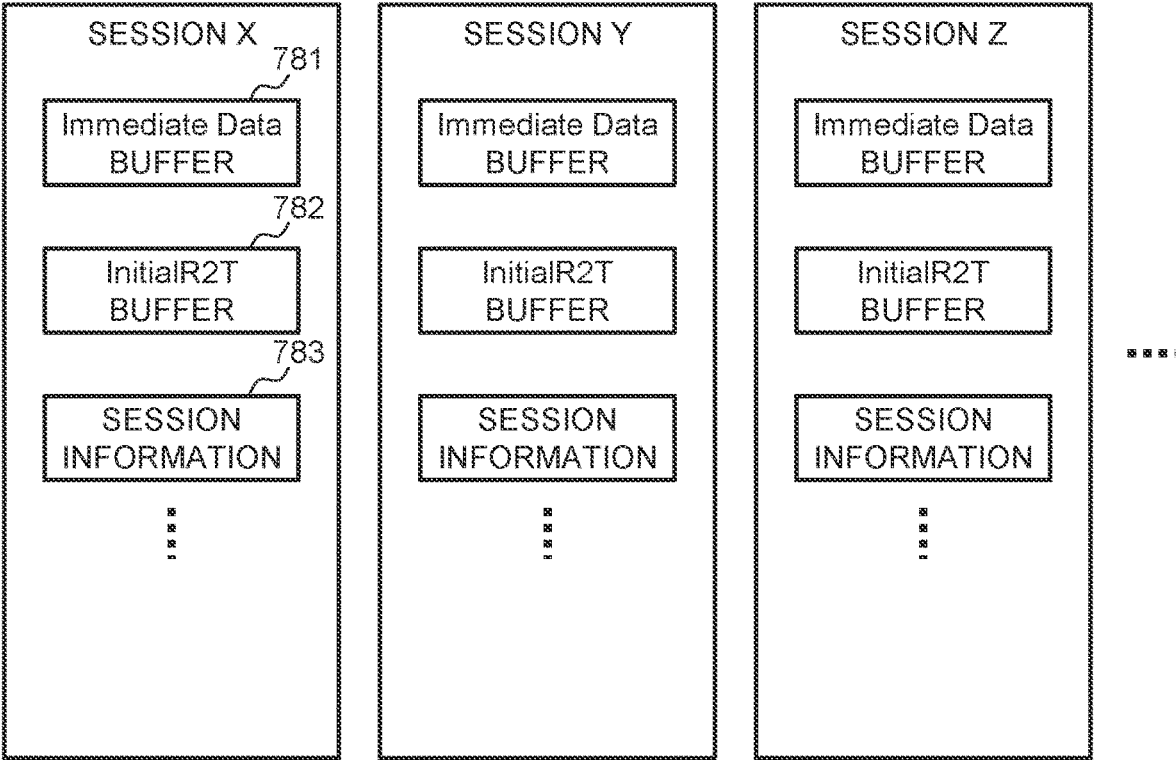 SESSION X
781
Immediate Data
BUFFER
782
InitialR2T
BUFFER
783
SESSION
INFORMATION
SESSION Y
Immediate Data
BUFFER
InitialR2T
BUFFER
SESSION
INFORMATION
SESSION Z
Immediate Data
BUFFER
InitialR2T
BUFFER
SESSION
INFORMATION